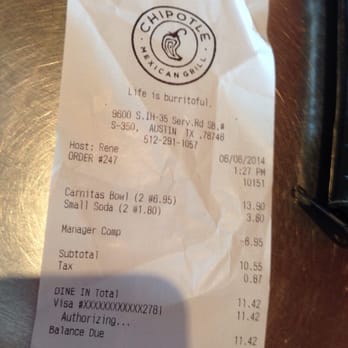 CHIPOTLE
MEXICAN GRILL
Life is burritoful.
9600 S.IH-35 Serv.Rd SB.#
S-350, AUSTIN TX .78748
512-291-1057
Host: Rene 06/06/2014
ORDER #247 1:27 PM
10151
Carnitas Bowl (2 @6.95) 13.90
Small Soda (2 @1.80) 3.60
Manager Comp -6.95
Subtotal 10.55
Tax 0.87
DINE IN Total 11.42
Visa #XXXXXXXXXXXX2781 11.42
Authorizing...
Balance Due 11.42